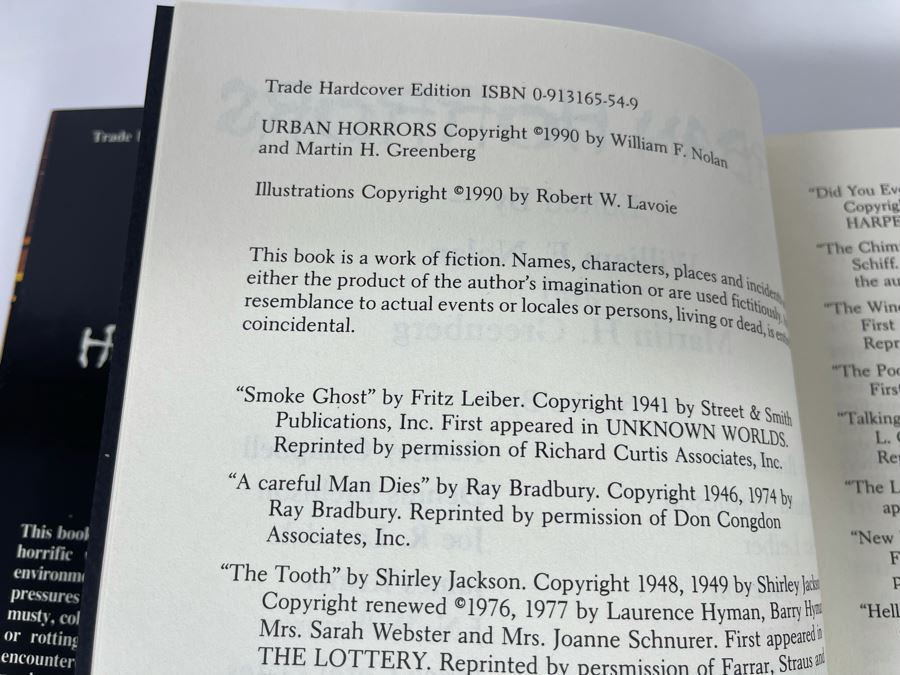 Trade Hardcover Edition ISBN 0-913165-54-9
URBAN HORRORS Copyright ©1990 by William F. Nolan
and Martin H. Greenberg
Illustrations Copyright ©1990 by Robert W. Lavoie
This book is a work of fiction. Names, characters, places and incidents
either the product of the author's imagination or are used fictitiously,
resemblance to actual events or locales or persons, living or dead, is
coincidental.
“Smoke Ghost” by Fritz Leiber. Copyright 1941 by Street & Smith
Publications, Inc. First appeared in UNKNOWN WORLDS.
Reprinted by permission of Richard Curtis Associates, Inc.
“A careful Man Dies” by Ray Bradbury. Copyright 1946, 1974 by
Ray Bradbury. Reprinted by permission of Don Congdon
Associates, Inc.
“The Tooth” by Shirley Jackson. Copyright 1948, 1949 by Shirley
Copyright renewed ©1976, 1977 by Laurence Hyman, Barry
Mrs. Sarah Webster and Mrs. Joanne Schnurer. First appeared in
THE LOTTERY. Reprinted by persmission of Farrar, Straus and
Trade
This
horrific
pressures
musty,
or rotting
encounter
“Did You
“The
Schiff.
the
“The
First
“The
First
“Talking
L.
“The
“New